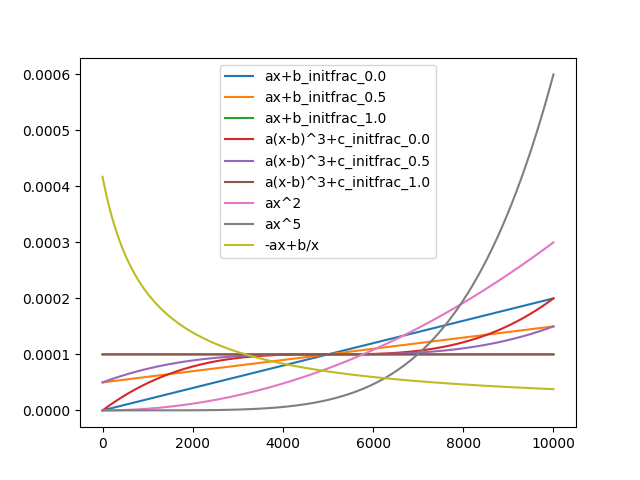 0.0006
0.0005
0.0004
0.0003
0.0002
0.0001
0.0000
ax+b_initfrac_0.0
ax+b_initfrac_0.5
ax+b_initfrac_1.0
a(x-b)^3+c_initfrac_0.0
a(x-b)^3+c_initfrac_0.5
a(x-b)^3+c_initfrac_1.0
ax^2
ax^5
-ax+b/x
0 2000 4000 6000 8000 10000